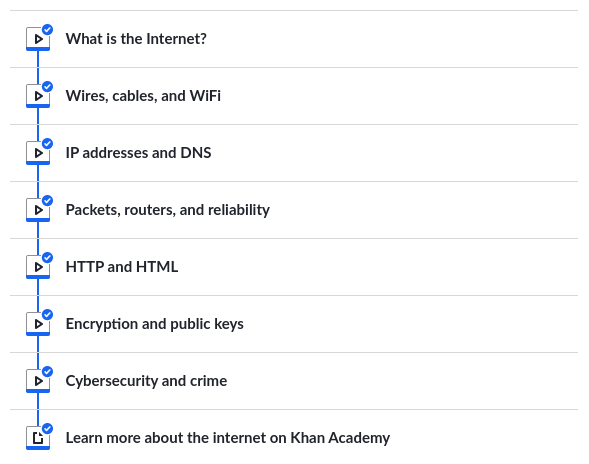 What is the Internet?
Wires, cables, and WiFi
IP addresses and DNS
Packets, routers, and reliability
HTTP and HTML
Encryption and public keys
Cybersecurity and crime
Learn more about the internet on Khan Academy